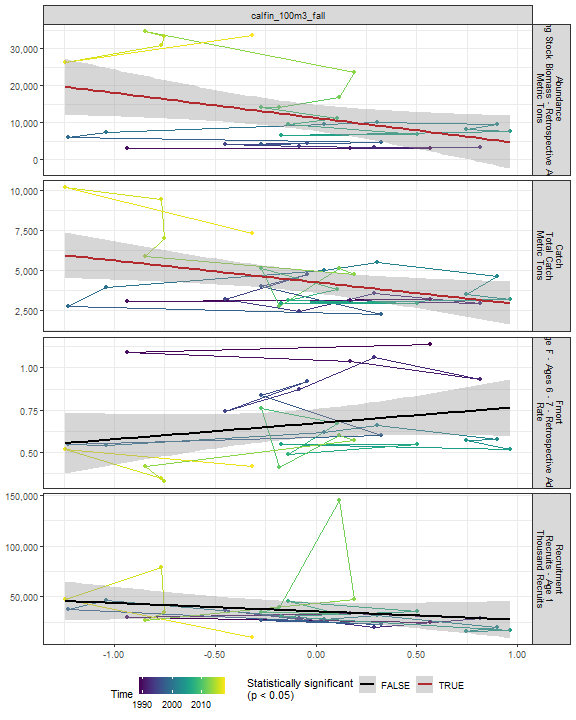 calfin_100m3_fall
30,000
20,000
10,000
0
Abundance
ng Stock Biomass - Retrospective A
Metric Tons
10,000
7,500
5,000
2,500
Catch
Total Catch
Metric Tons
1.00
0.75
0.50
Fmort
ge F - Ages 6 - 7 - Retrospective Ad
Rate
150,000
100,000
50,000
Recruitment
Recruits - Age 1
Thousand Recruits
-1.00 -0.50 0.00 0.50 1.00
Time
1990 2000 2010
Statistically significant
(p < 0.05)
FALSE TRUE